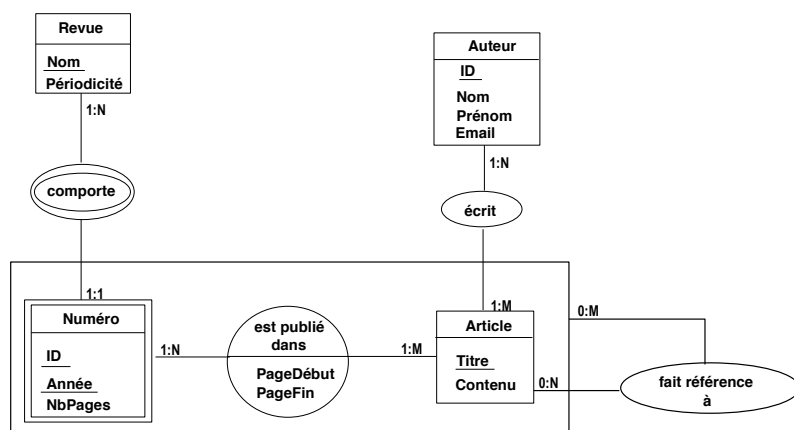 Revue
Nom
Périodicité
1:N
comporte
1:1
Numéro
ID
Année
NbPages
1:N
est publié
dans
PageDébut
PageFin
1:M
Auteur
ID
Nom
Prénom
Email
1:N
écrit
1:M
Article
Titre
Contenu
0:N
0:M
fait référence
à